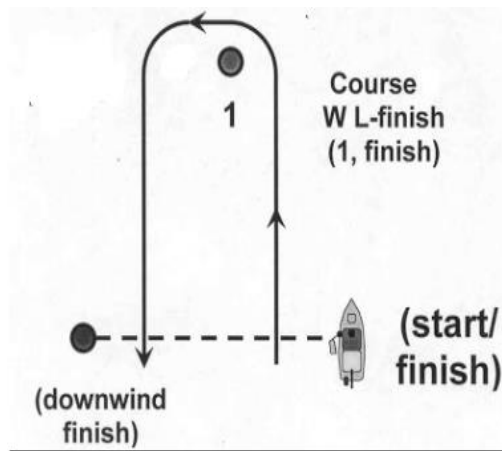 1
Course
W L-finish
(1, finish)
(start/
finish)
(downwind
finish)